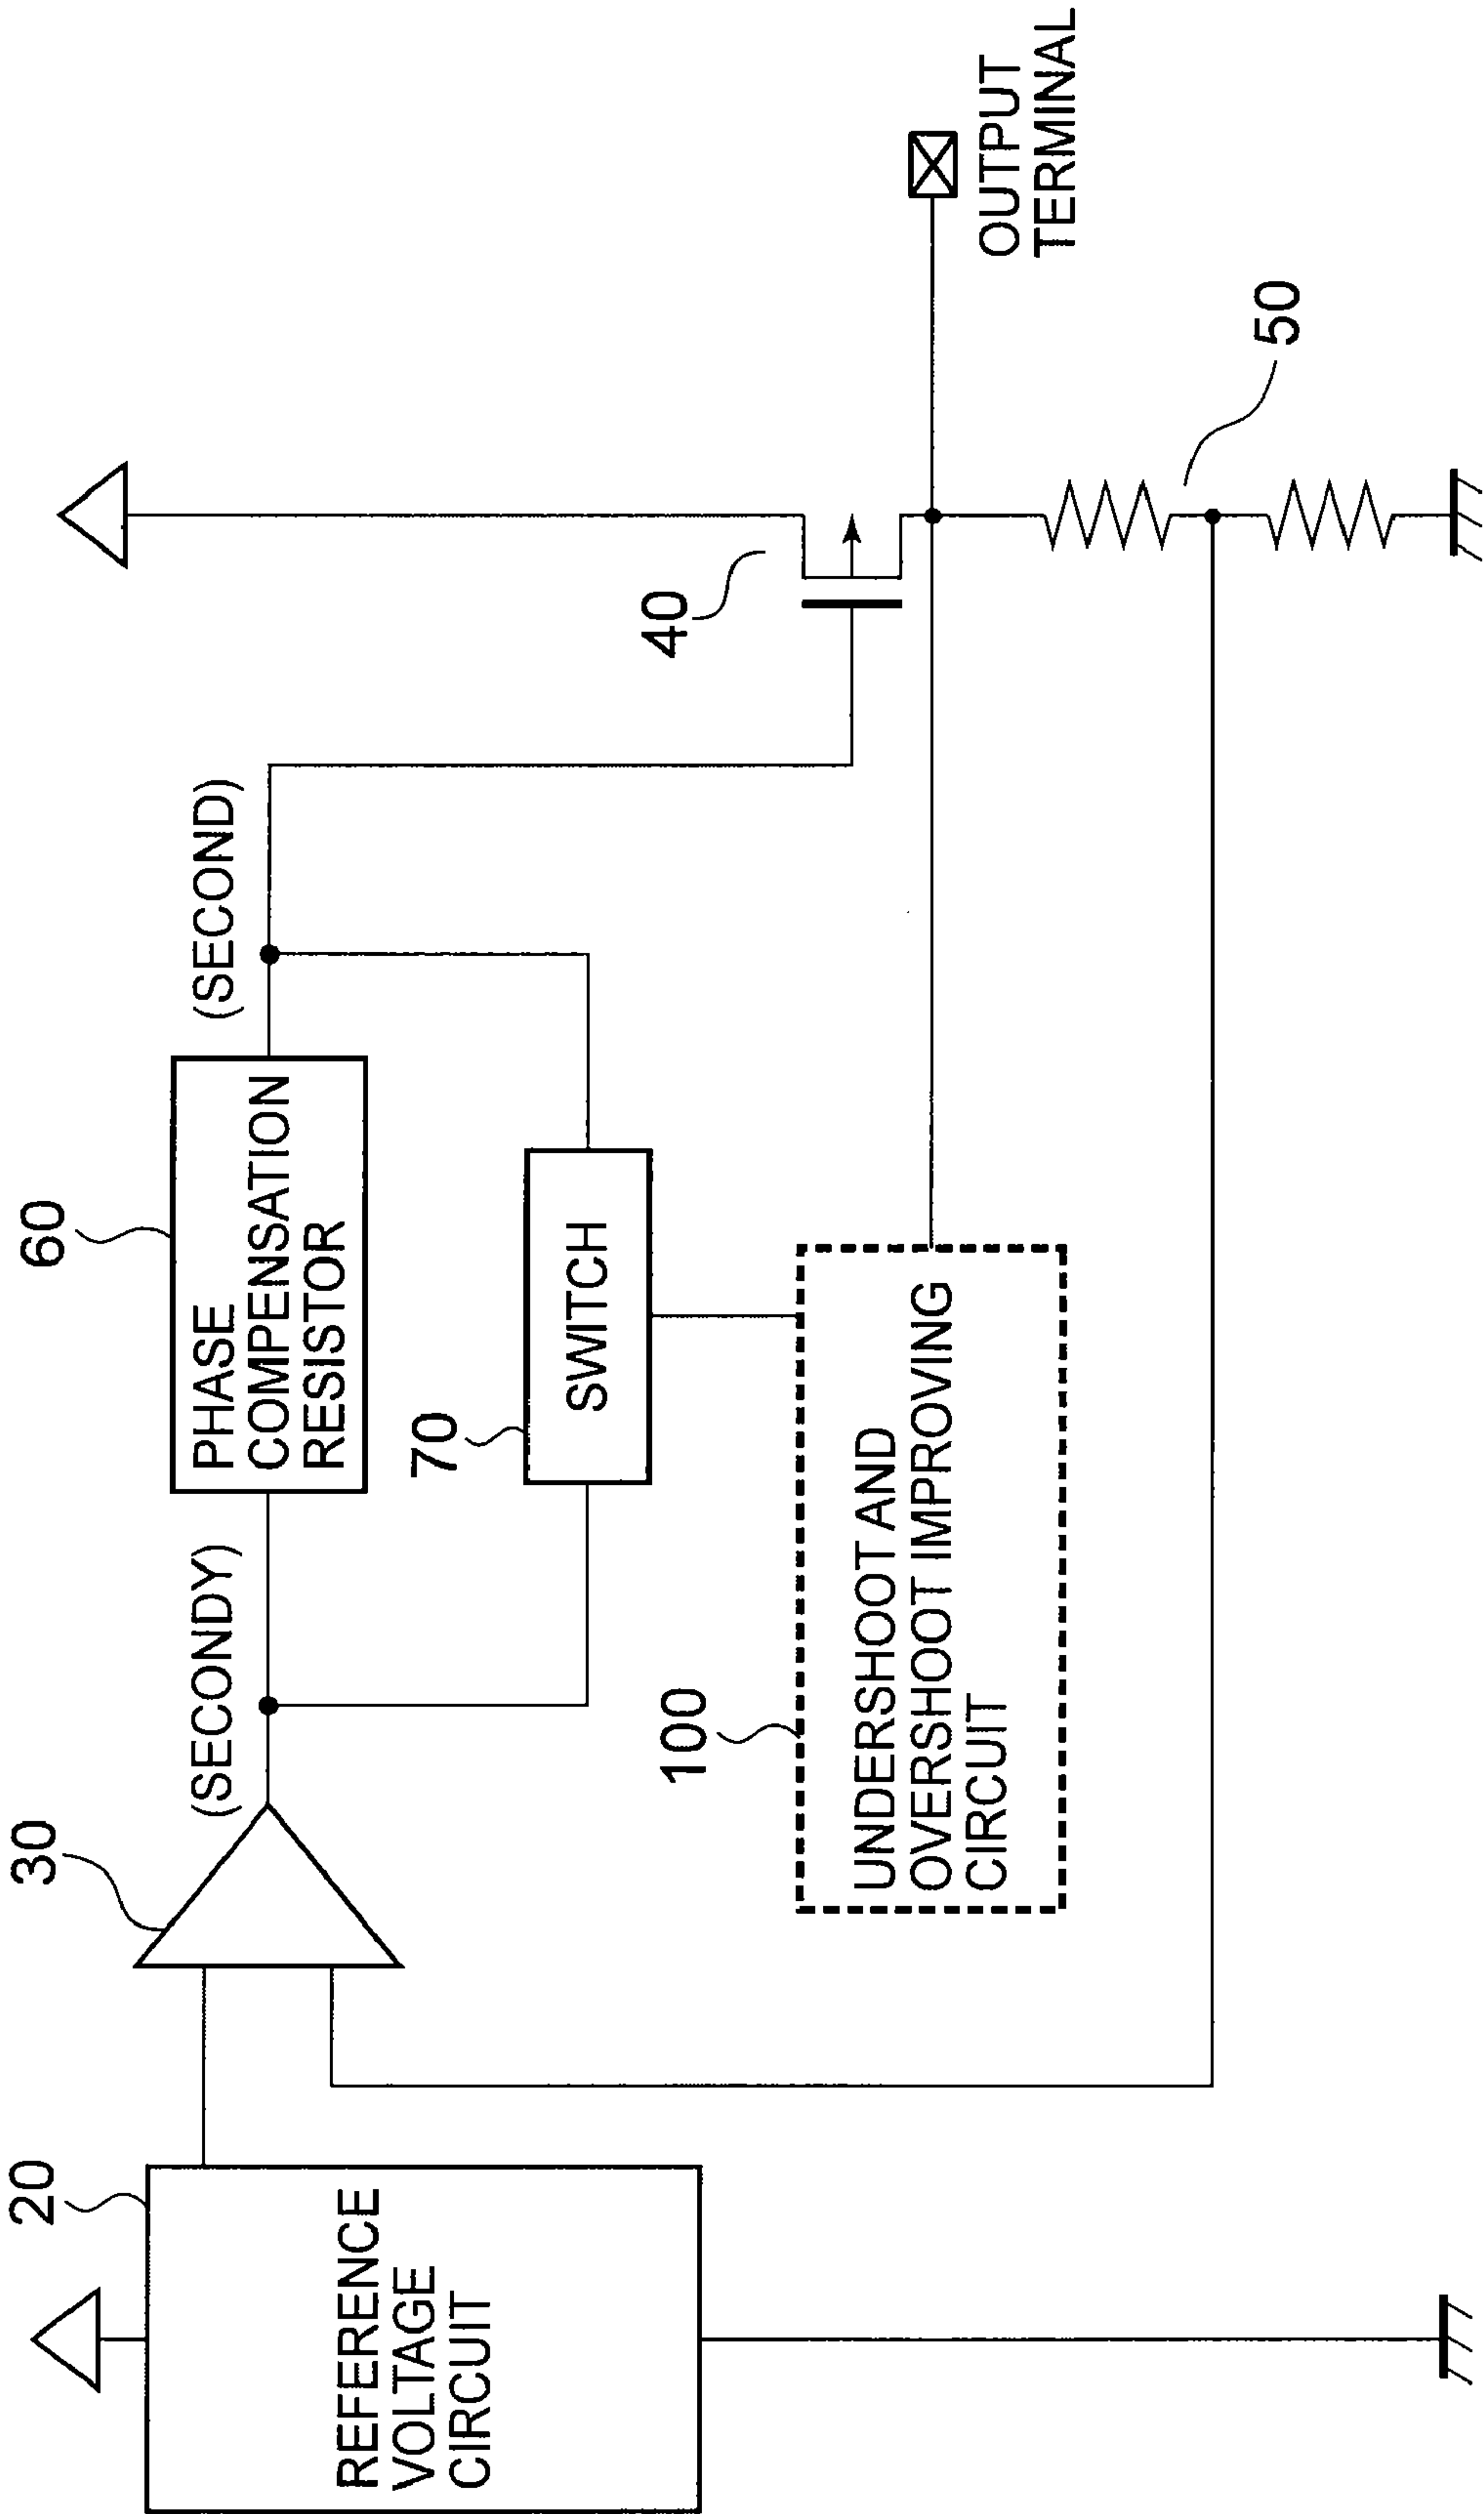 20
REFERENCE
VOLTAGE
CIRCUIT
30
(SECONDY)
60
PHASE
COMPENSATION
RESISTOR
(SECOND)
70
SWITCH
100
UNDERSHOOT AND
OVERSHOOT IMPROVING
CIRCUIT
40
OUTPUT
TERMINAL
50